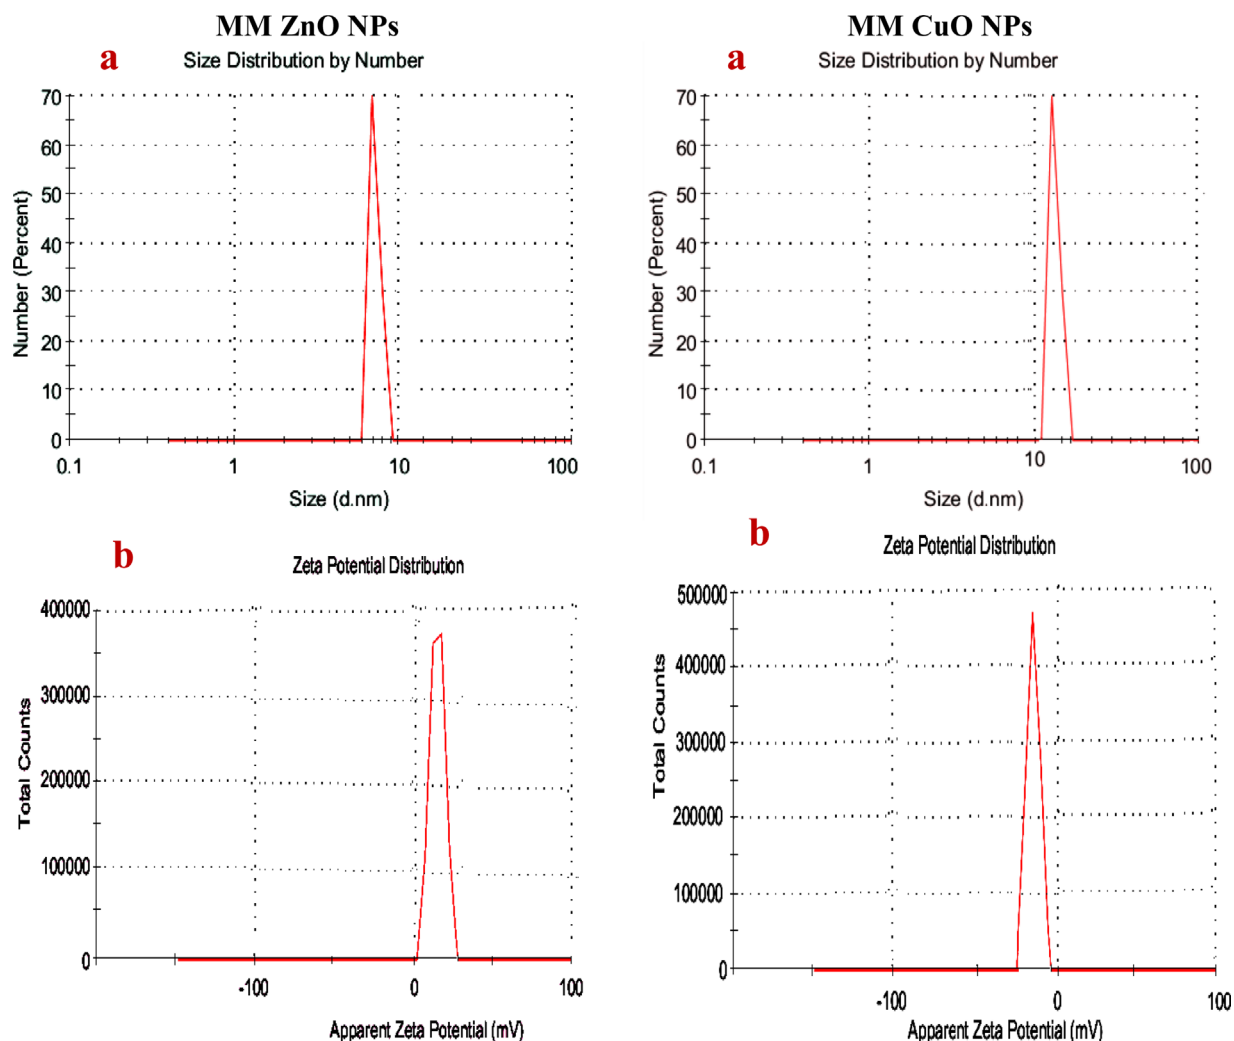 MM ZnO NPs
a
Size Distribution by Number
70
60
50
40
30
20
10
0
Number (Percent)
0.1 1 10 100
Size (d.nm)
MM CuO NPs
a
Size Distribution by Number
70
60
50
40
30
20
10
0
Number (Percent)
0.1 1 10 100
Size (d.nm)
b
Zeta Potential Distribution
400000
300000
200000
100000
0
Total Counts
-100 0 100
Apparent Zeta Potential (mV)
b
Zeta Potential Distribution
500000
400000
300000
200000
100000
0
Total Counts
-100 0 100
Apparent Zeta Potential (mV)